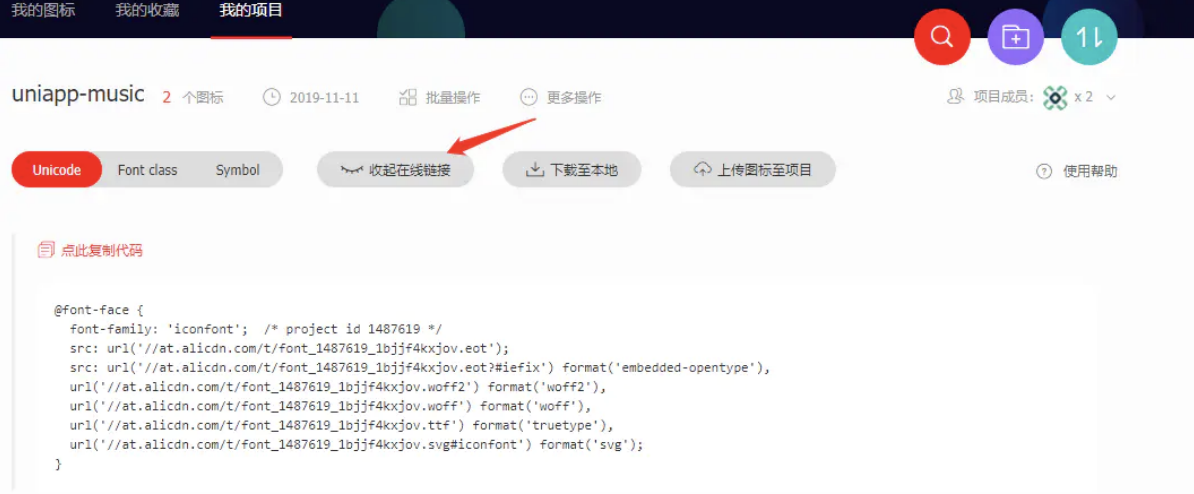 我的图标 我的收藏 我的项目
uniapp-music 2 个图标 2019-11-11 批量操作 更多操作 项目成员: x 2
Unicode Font class Symbol 收起在线链接 下载至本地 上传图标至项目 使用帮助
点此复制代码
@font-face {
font-family: 'iconfont'; /* project id 1487619 */
src: url('//at.alicdn.com/t/font_1487619_1bjjf4kxjov.eot');
src: url('//at.alicdn.com/t/font_1487619_1bjjf4kxjov.eot?#iefix') format('embedded-opentype'),
url('//at.alicdn.com/t/font_1487619_1bjjf4kxjov.woff2') format('woff2'),
url('//at.alicdn.com/t/font_1487619_1bjjf4kxjov.woff') format('woff'),
url('//at.alicdn.com/t/font_1487619_1bjjf4kxjov.ttf') format('truetype'),
url('//at.alicdn.com/t/font_1487619_1bjjf4kxjov.svg#iconfont') format('svg');
}